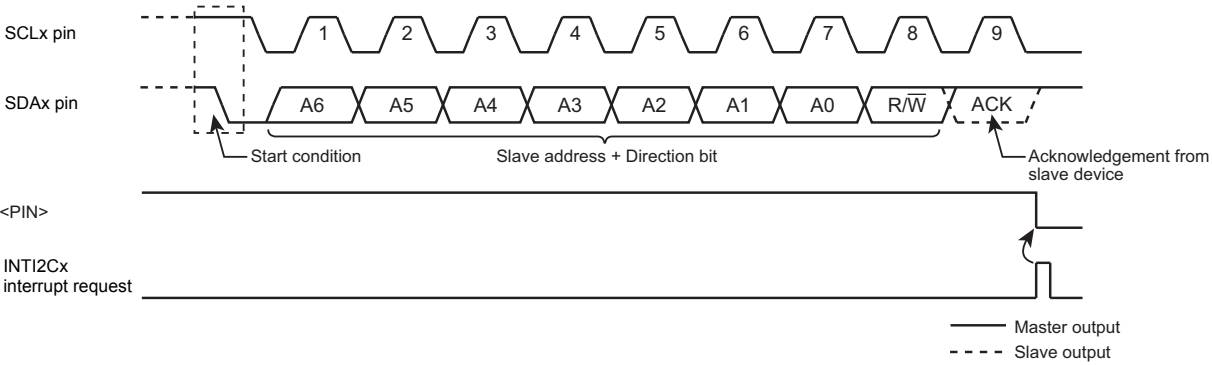 SCLx pin
1 2 3 4 5 6 7 8 9
SDAx pin
A6 A5 A4 A3 A2 A1 A0 R/W̅ ACK
Start condition
Slave address + Direction bit
Acknowledgement from
slave device
<PIN>
INTI2Cx
interrupt request
Master output
Slave output